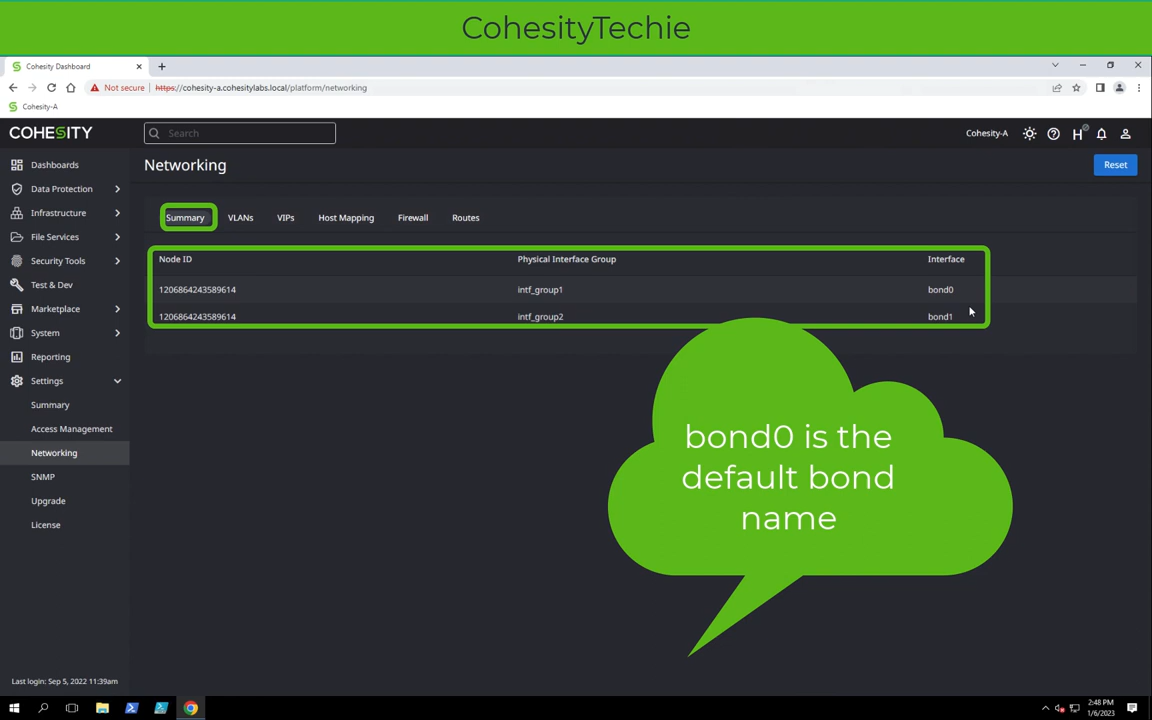 CohesityTechie
Cohesity Dashboard
Not secure https://cohesity-a.cohesitylabs.local/platform/networking
Cohesity-A
COHESITY
Search
Cohesity-A
Dashboards
Data Protection
Infrastructure
File Services
Security Tools
Test & Dev
Marketplace
System
Reporting
Settings
Summary
Access Management
Networking
SNMP
Upgrade
License
Last login: Sep 5, 2022 11:39am
Networking
Reset
Summary VLANs VIPs Host Mapping Firewall Routes
Node ID Physical Interface Group Interface
1206864243589614 intf_group1 bond0
1206864243589614 intf_group2 bond1
bond0 is the
default bond
name
2:48 PM
1/6/2023